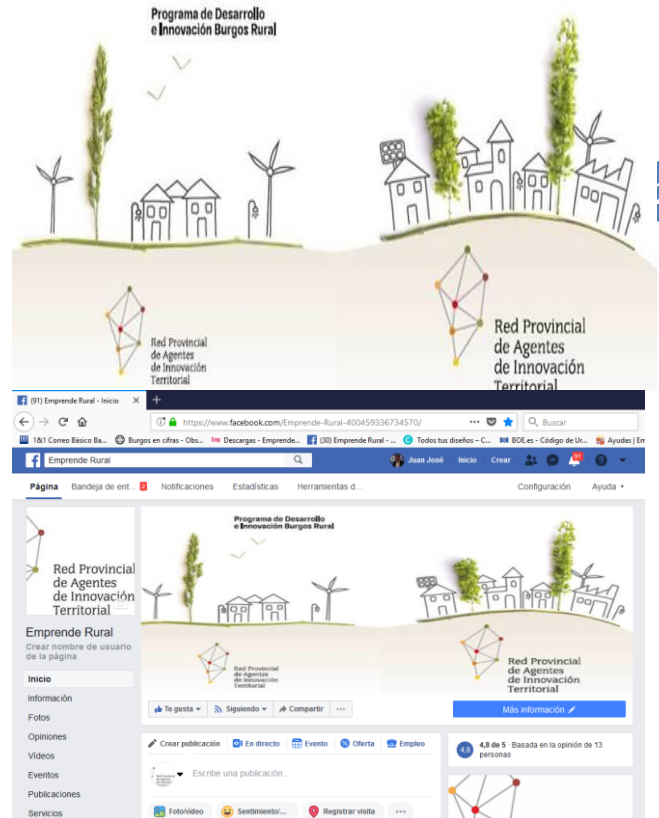 Programa de Desarrollo
e Innovación Burgos Rural
Red Provincial
de Agentes
de Innovación
Territorial
Red Provincial
de Agentes
de Innovación
Territorial
(91) Emprende Rural - Inicio
https://www.facebook.com/Emprende-Rural-400459336734570/
Buscar
1&1 Correo Básico Ba... Burgos en cifras - Obs... Descargas - Emprende... (30) Emprende Rural - ... Todos tus diseños – C... BOE.es - Código de Ur... Ayudas | Em
Emprende Rural
Juan José Inicio Crear 91
Página Bandeja de ent... 2 Notificaciones Estadísticas Herramientas d... Configuración Ayuda
Programa de Desarrollo
e Innovación Burgos Rural
Red Provincial
de Agentes
de Innovación
Territorial
Red Provincial
de Agentes
de Innovación
Territorial
Red Provincial
de Agentes
de Innovación
Territorial
Emprende Rural
Crear nombre de usuario
de la página
Inicio
Información
Fotos
Opiniones
Vídeos
Eventos
Publicaciones
Servicios
Te gusta Siguiendo Compartir ···
Más información
Crear publicación En directo Evento Oferta Empleo
Escribe una publicación...
Foto/vídeo Sentimiento/... Registrar visita ···
4,8 4,8 de 5 · Basada en la opinión de 13
personas